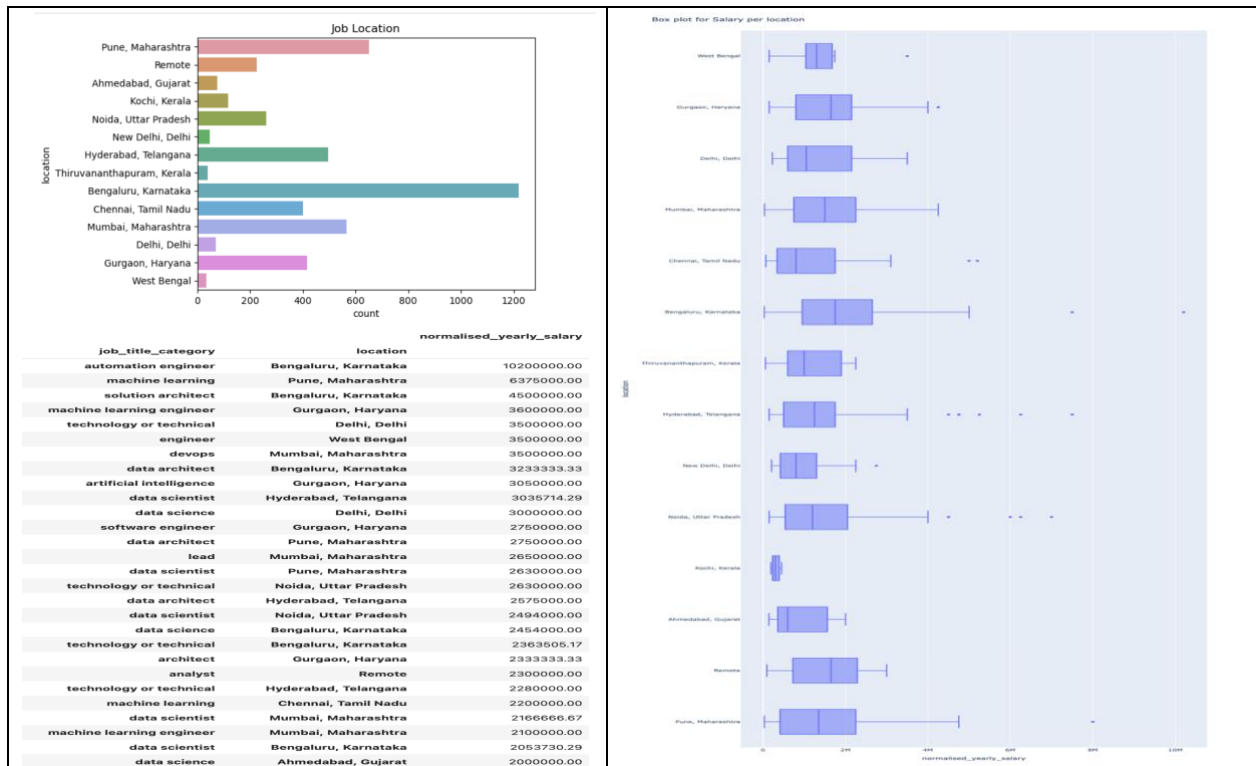 Job Location
Pune, Maharashtra
Remote
Ahmedabad, Gujarat
Kochi, Kerala
Noida, Uttar Pradesh
New Delhi, Delhi
Hyderabad, Telangana
Thiruvananthapuram, Kerala
Bengaluru, Karnataka
Chennai, Tamil Nadu
Mumbai, Maharashtra
Delhi, Delhi
Gurgaon, Haryana
West Bengal
location
0 200 400 600 800 1000 1200
count
normalised_yearly_salary
job_title_category location
automation engineer Bengaluru, Karnataka 10200000.00
machine learning Pune, Maharashtra 6375000.00
solution architect Bengaluru, Karnataka 4500000.00
machine learning engineer Gurgaon, Haryana 3600000.00
technology or technical Delhi, Delhi 3500000.00
engineer West Bengal 3500000.00
devops Mumbai, Maharashtra 3500000.00
data architect Bengaluru, Karnataka 3233333.33
artificial intelligence Gurgaon, Haryana 3050000.00
data scientist Hyderabad, Telangana 3035714.29
data science Delhi, Delhi 3000000.00
software engineer Gurgaon, Haryana 2750000.00
data architect Pune, Maharashtra 2750000.00
lead Mumbai, Maharashtra 2650000.00
data scientist Pune, Maharashtra 2630000.00
technology or technical Noida, Uttar Pradesh 2630000.00
data architect Hyderabad, Telangana 2575000.00
data scientist Noida, Uttar Pradesh 2494000.00
data science Bengaluru, Karnataka 2454000.00
technology or technical Bengaluru, Karnataka 2363505.17
architect Gurgaon, Haryana 2333333.33
analyst Remote 2300000.00
technology or technical Hyderabad, Telangana 2280000.00
machine learning Chennai, Tamil Nadu 2200000.00
data scientist Mumbai, Maharashtra 2166666.67
machine learning engineer Mumbai, Maharashtra 2100000.00
data scientist Bengaluru, Karnataka 2053730.29
data science Ahmedabad, Gujarat 2000000.00
Box plot for Salary per location
West Bengal
Gurgaon, Haryana
Delhi, Delhi
Mumbai, Maharashtra
Chennai, Tamil Nadu
Bengaluru, Karnataka
Thiruvananthapuram, Kerala
Hyderabad, Telangana
New Delhi, Delhi
Noida, Uttar Pradesh
Kochi, Kerala
Ahmedabad, Gujarat
Remote
Pune, Maharashtra
location
0 2M 4M 6M 8M 10M
normalised_yearly_salary